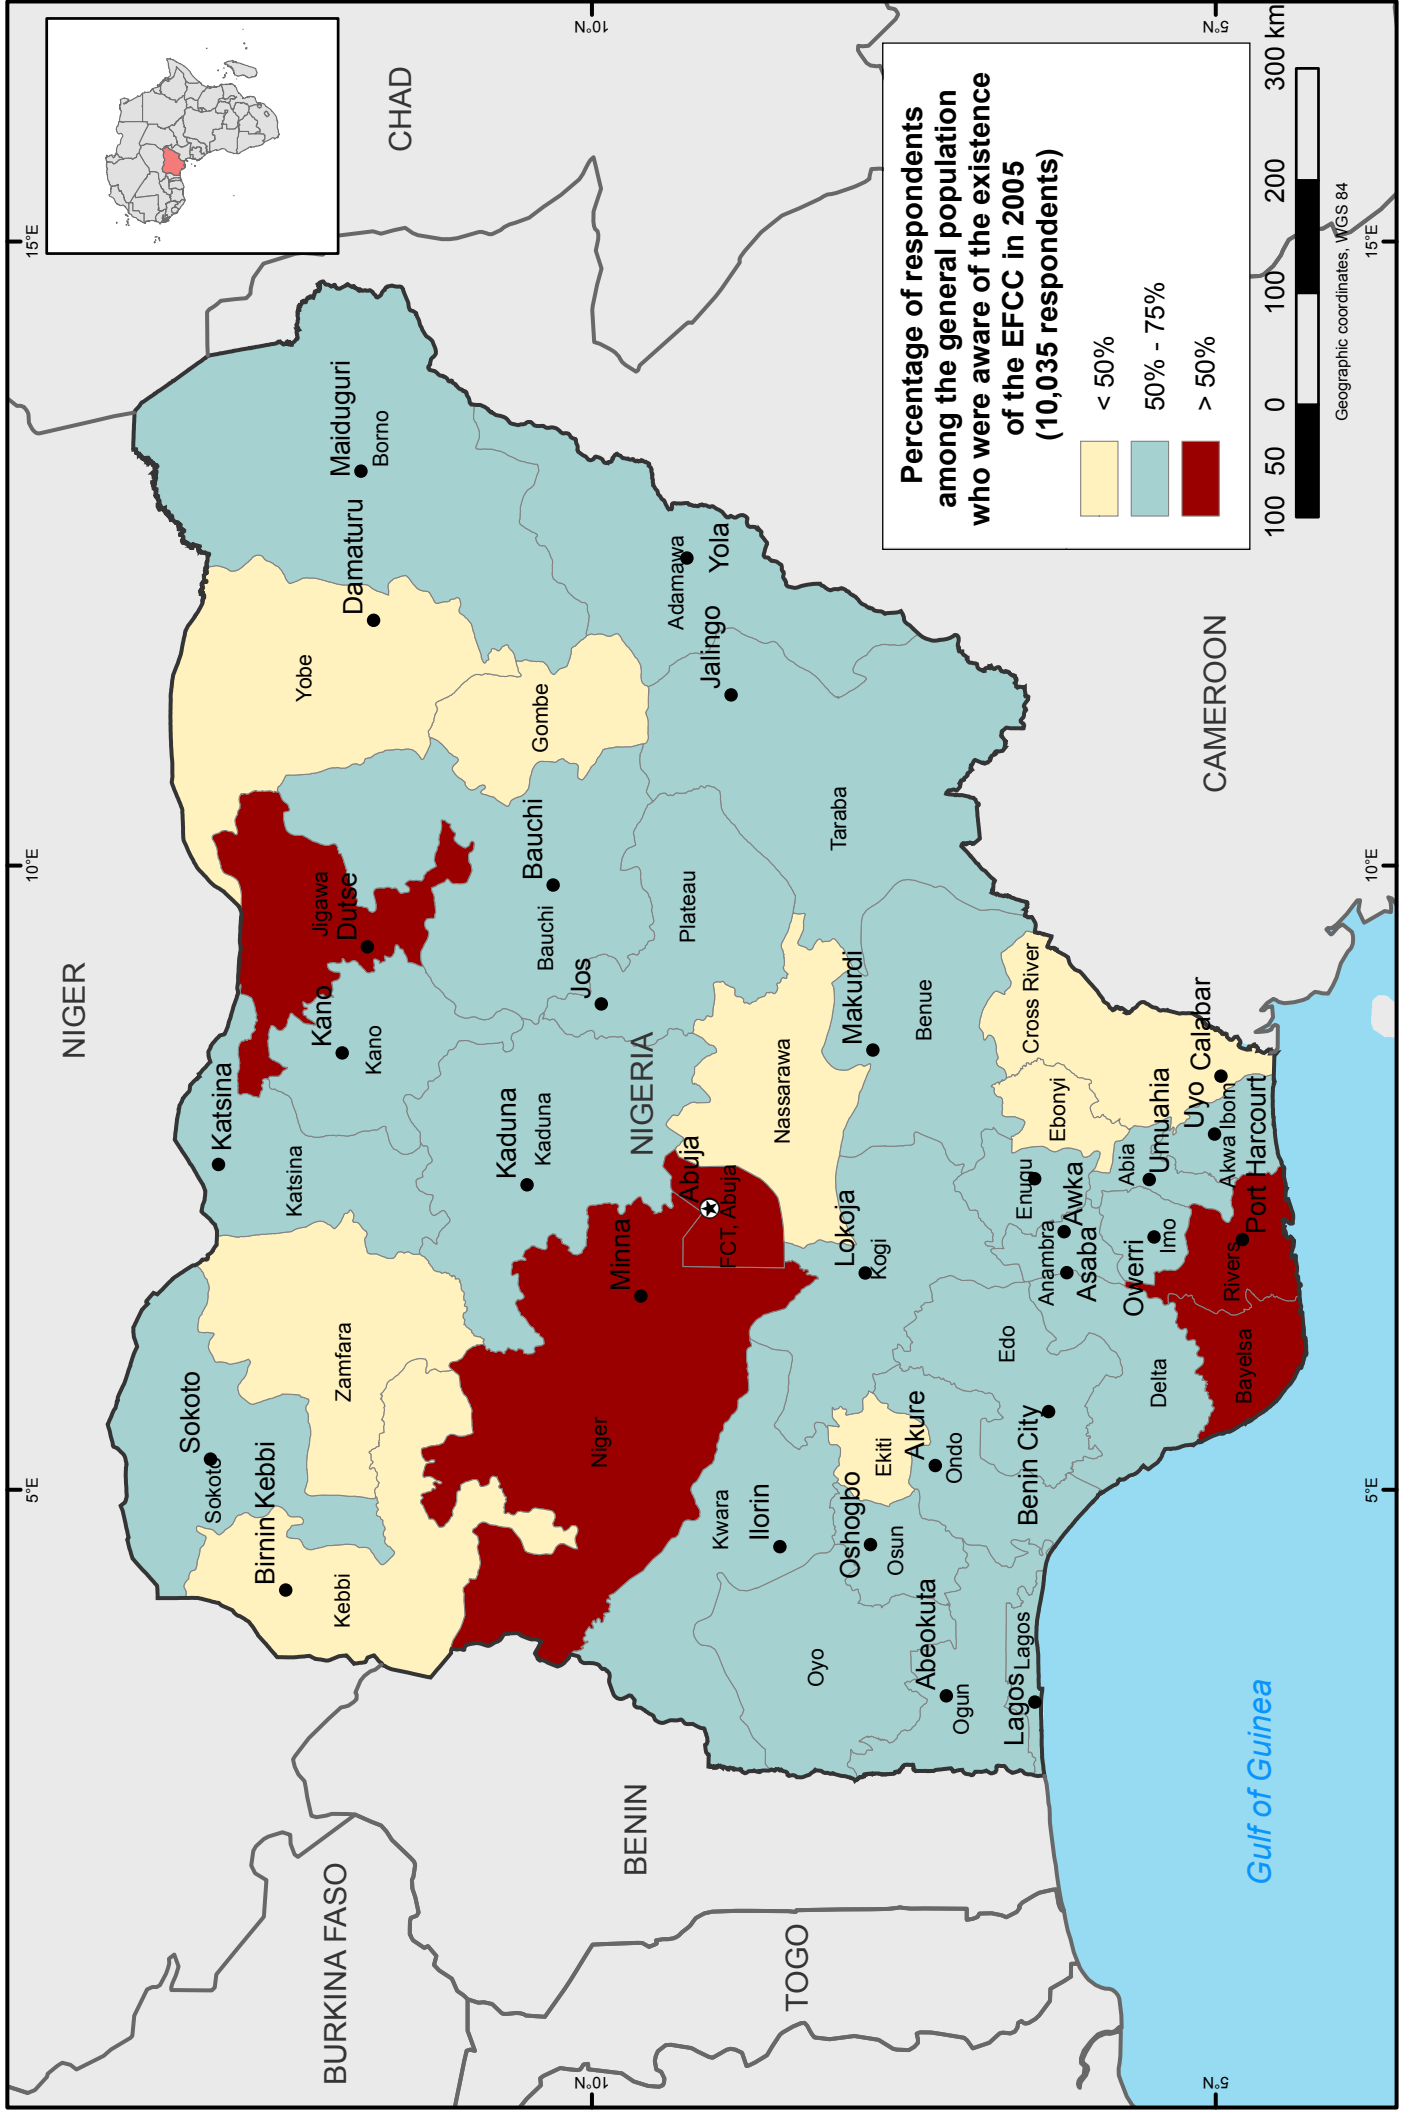 15°E
10°E
5°E
NIGER
CHAD
BURKINA FASO
BENIN
TOGO
CAMEROON
NIGERIA
Gulf of Guinea
10°N
10°N
5°N
5°N
Sokoto
Sokoto
Birnin Kebbi
Kebbi
Zamfara
Katsina
Katsina
Kano
Kano
Jigawa
Dutse
Yobe
Damaturu
Maiduguri
Borno
Gombe
Bauchi
Bauchi
Kaduna
Kaduna
Jos
Plateau
Adamawa
Yola
Jalingo
Taraba
Niger
Minna
Abuja
FCT, Abuja
Nassarawa
Makurdi
Benue
Kwara
Ilorin
Oyo
Oshogbo
Osun
Ekiti
Akure
Ondo
Lokoja
Kogi
Abeokuta
Ogun
Lagos
Lagos
Benin City
Edo
Delta
Anambra
Awka
Asaba
Enugu
Ebonyi
Cross River
Abia
Umuahia
Owerri
Imo
Uyo
Calabar
Akwa Ibom
Rivers
Port Harcourt
Bayelsa
Percentage of respondents
among the general population
who were aware of the existence
of the EFCC in 2005
(10,035 respondents)
< 50%
50% - 75%
> 50%
100 50 0 100 200 300 km
Geographic coordinates, WGS 84
5°E
10°E
15°E